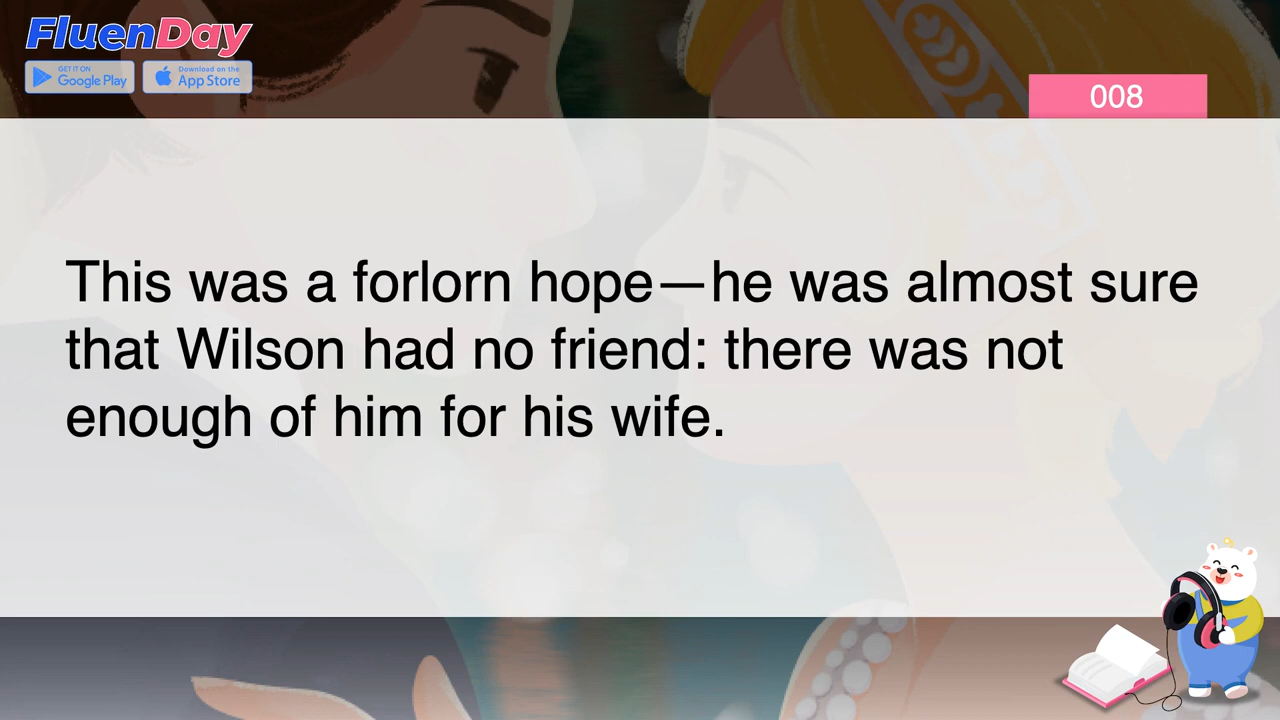 FluenDay
GET IT ON
Google Play
Download on the
App Store
008
This was a forlorn hope—he was almost sure
that Wilson had no friend: there was not
enough of him for his wife.